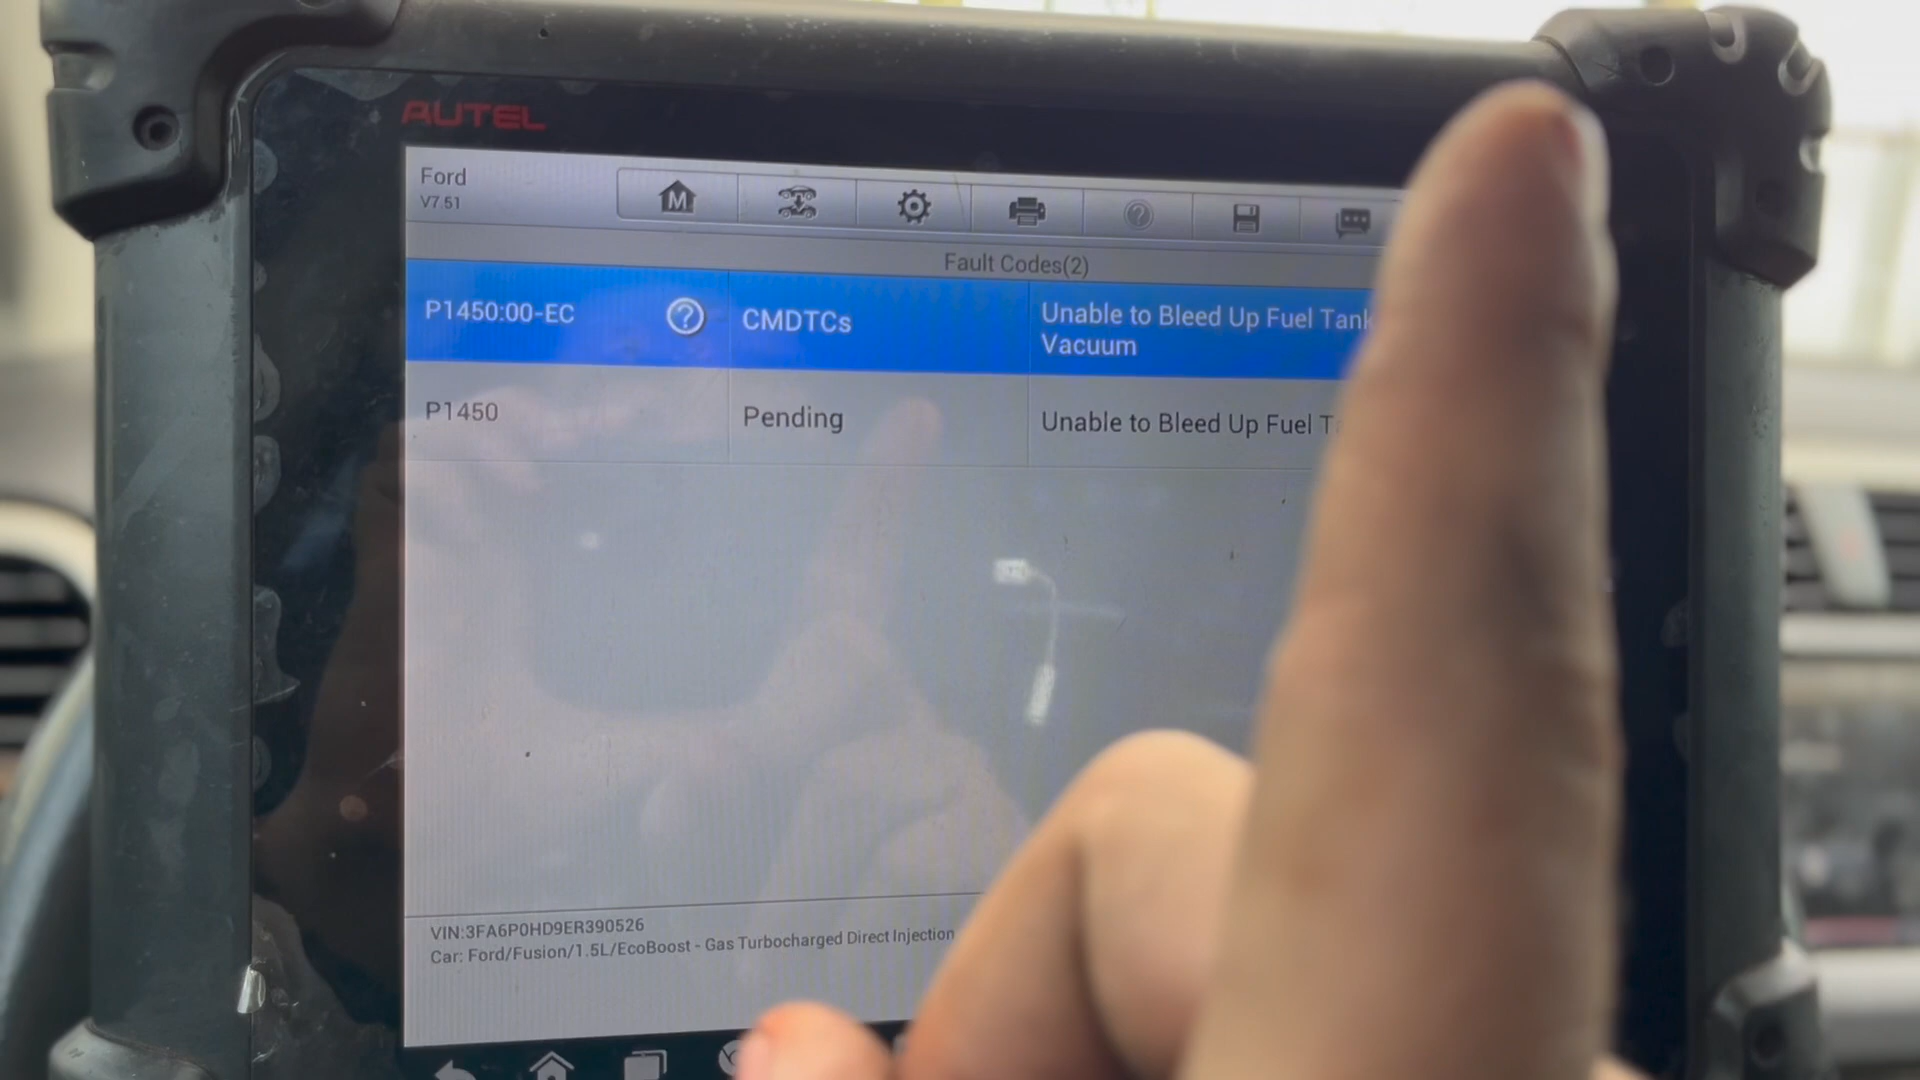 AUTEL
Ford
V7.51
M
Fault Codes(2)
P1450:00-EC
?
CMDTCs
Unable to Bleed Up Fuel Tank
Vacuum
P1450
Pending
Unable to Bleed Up Fuel
VIN:3FA6P0HD9ER390526
Car: Ford/Fusion/1.5L/EcoBoost - Gas Turbocharged Direct Injection